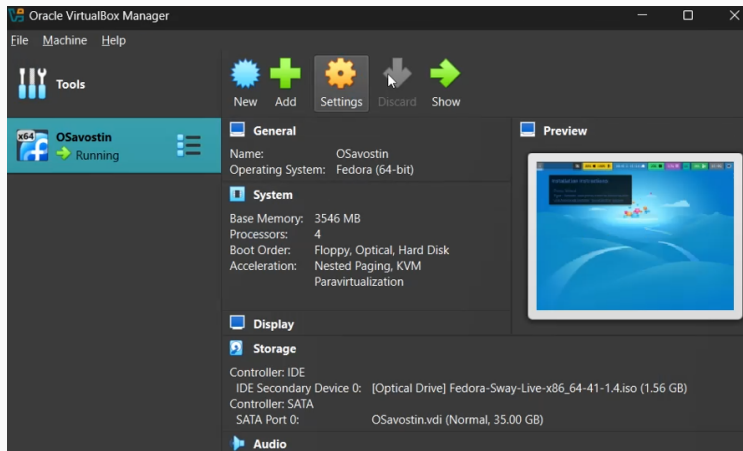 Oracle VirtualBox Manager
File Machine Help
Tools
New Add Settings Discard Show
x64 OSavostin
Running
General
Name: OSavostin
Operating System: Fedora (64-bit)
System
Base Memory: 3546 MB
Processors: 4
Boot Order: Floppy, Optical, Hard Disk
Acceleration: Nested Paging, KVM
Paravirtualization
Display
Storage
Controller: IDE
IDE Secondary Device 0: [Optical Drive] Fedora-Sway-Live-x86_64-41-1.4.iso (1.56 GB)
Controller: SATA
SATA Port 0: OSavostin.vdi (Normal, 35.00 GB)
Audio
Preview